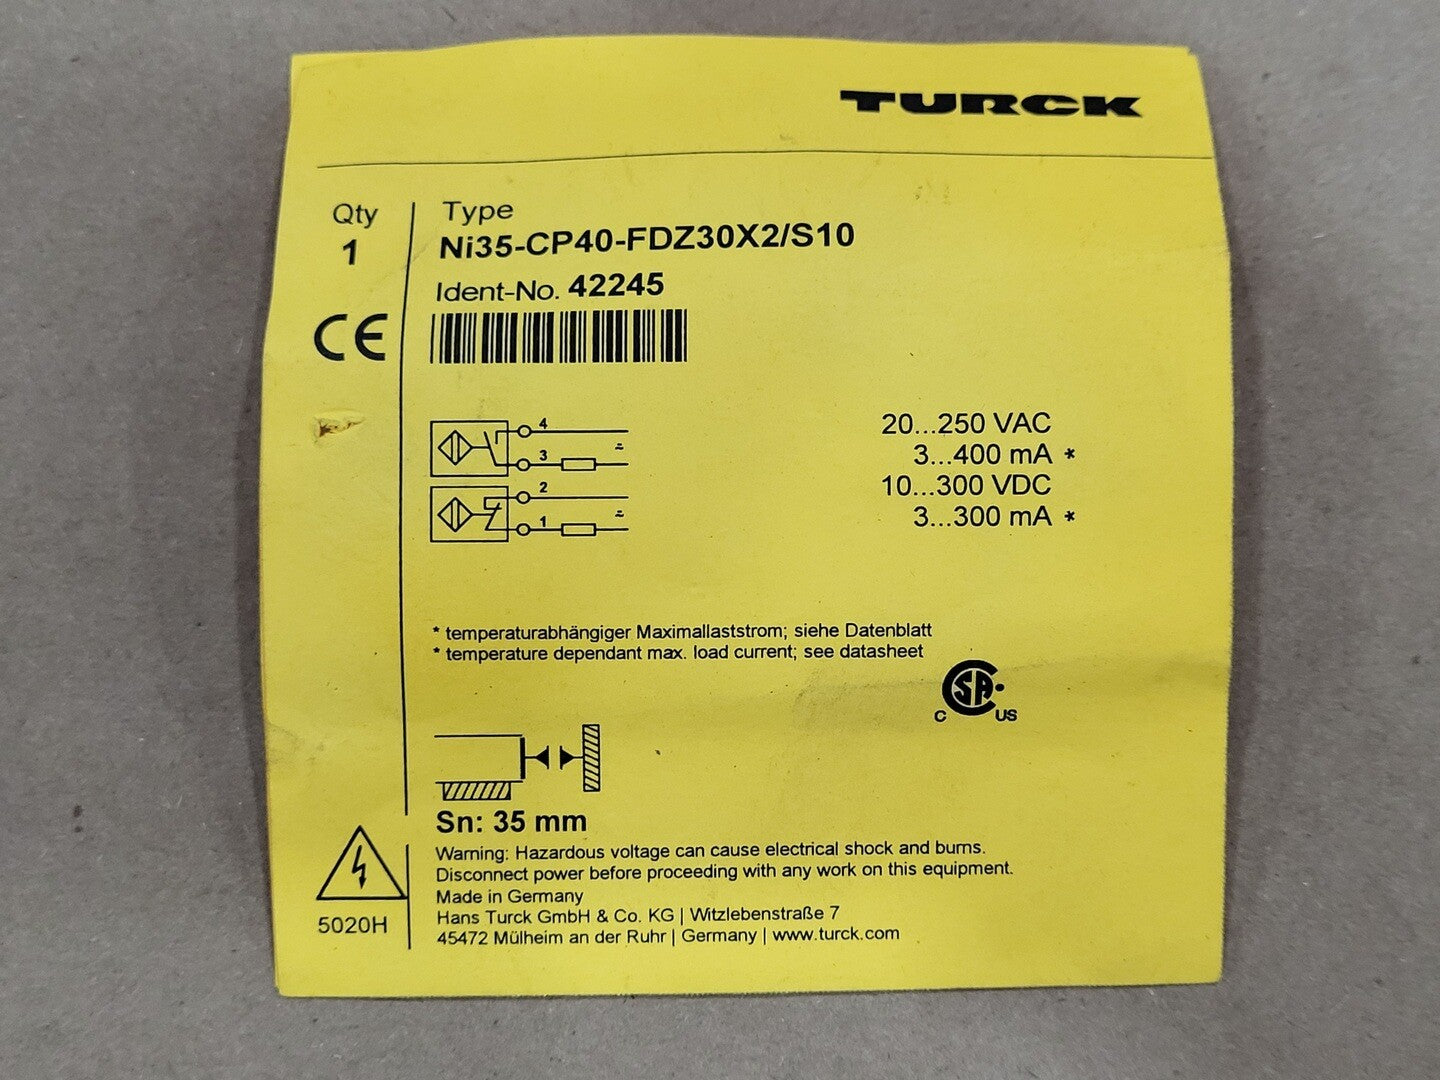 TURCK
Qty
1
Type
Ni35-CP40-FDZ30X2/S10
Ident-No. 42245
CE
4
3
2
1
20...250 VAC
3...400 mA *
10...300 VDC
3...300 mA *
* temperaturabhängiger Maximallaststrom; siehe Datenblatt
* temperature dependant max. load current; see datasheet
C SA US
Sn: 35 mm
Warning: Hazardous voltage can cause electrical shock and burns.
Disconnect power before proceeding with any work on this equipment.
Made in Germany
Hans Turck GmbH & Co. KG | Witzlebenstraße 7
45472 Mülheim an der Ruhr | Germany | www.turck.com
5020H